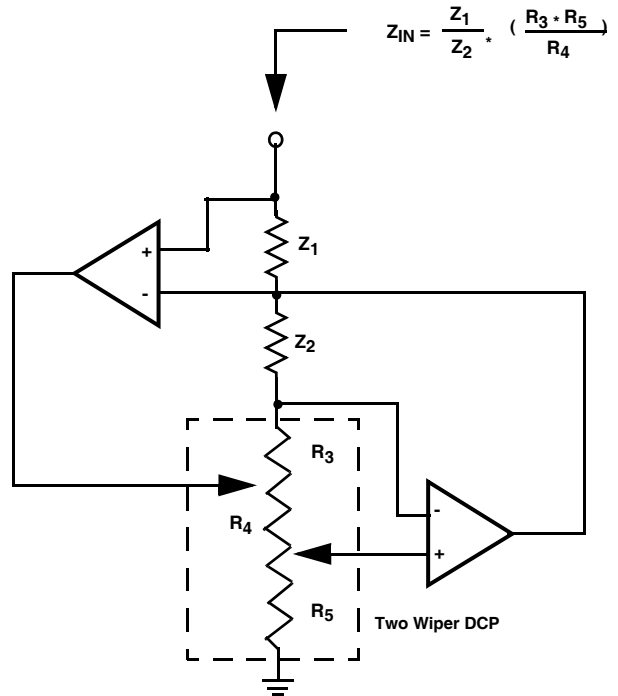 Z_IN = Z_1 / Z_2 * ( R_3 * R_5 / R_4 )
+
-
Z_1
Z_2
R_3
R_4
R_5
-
+
Two Wiper DCP